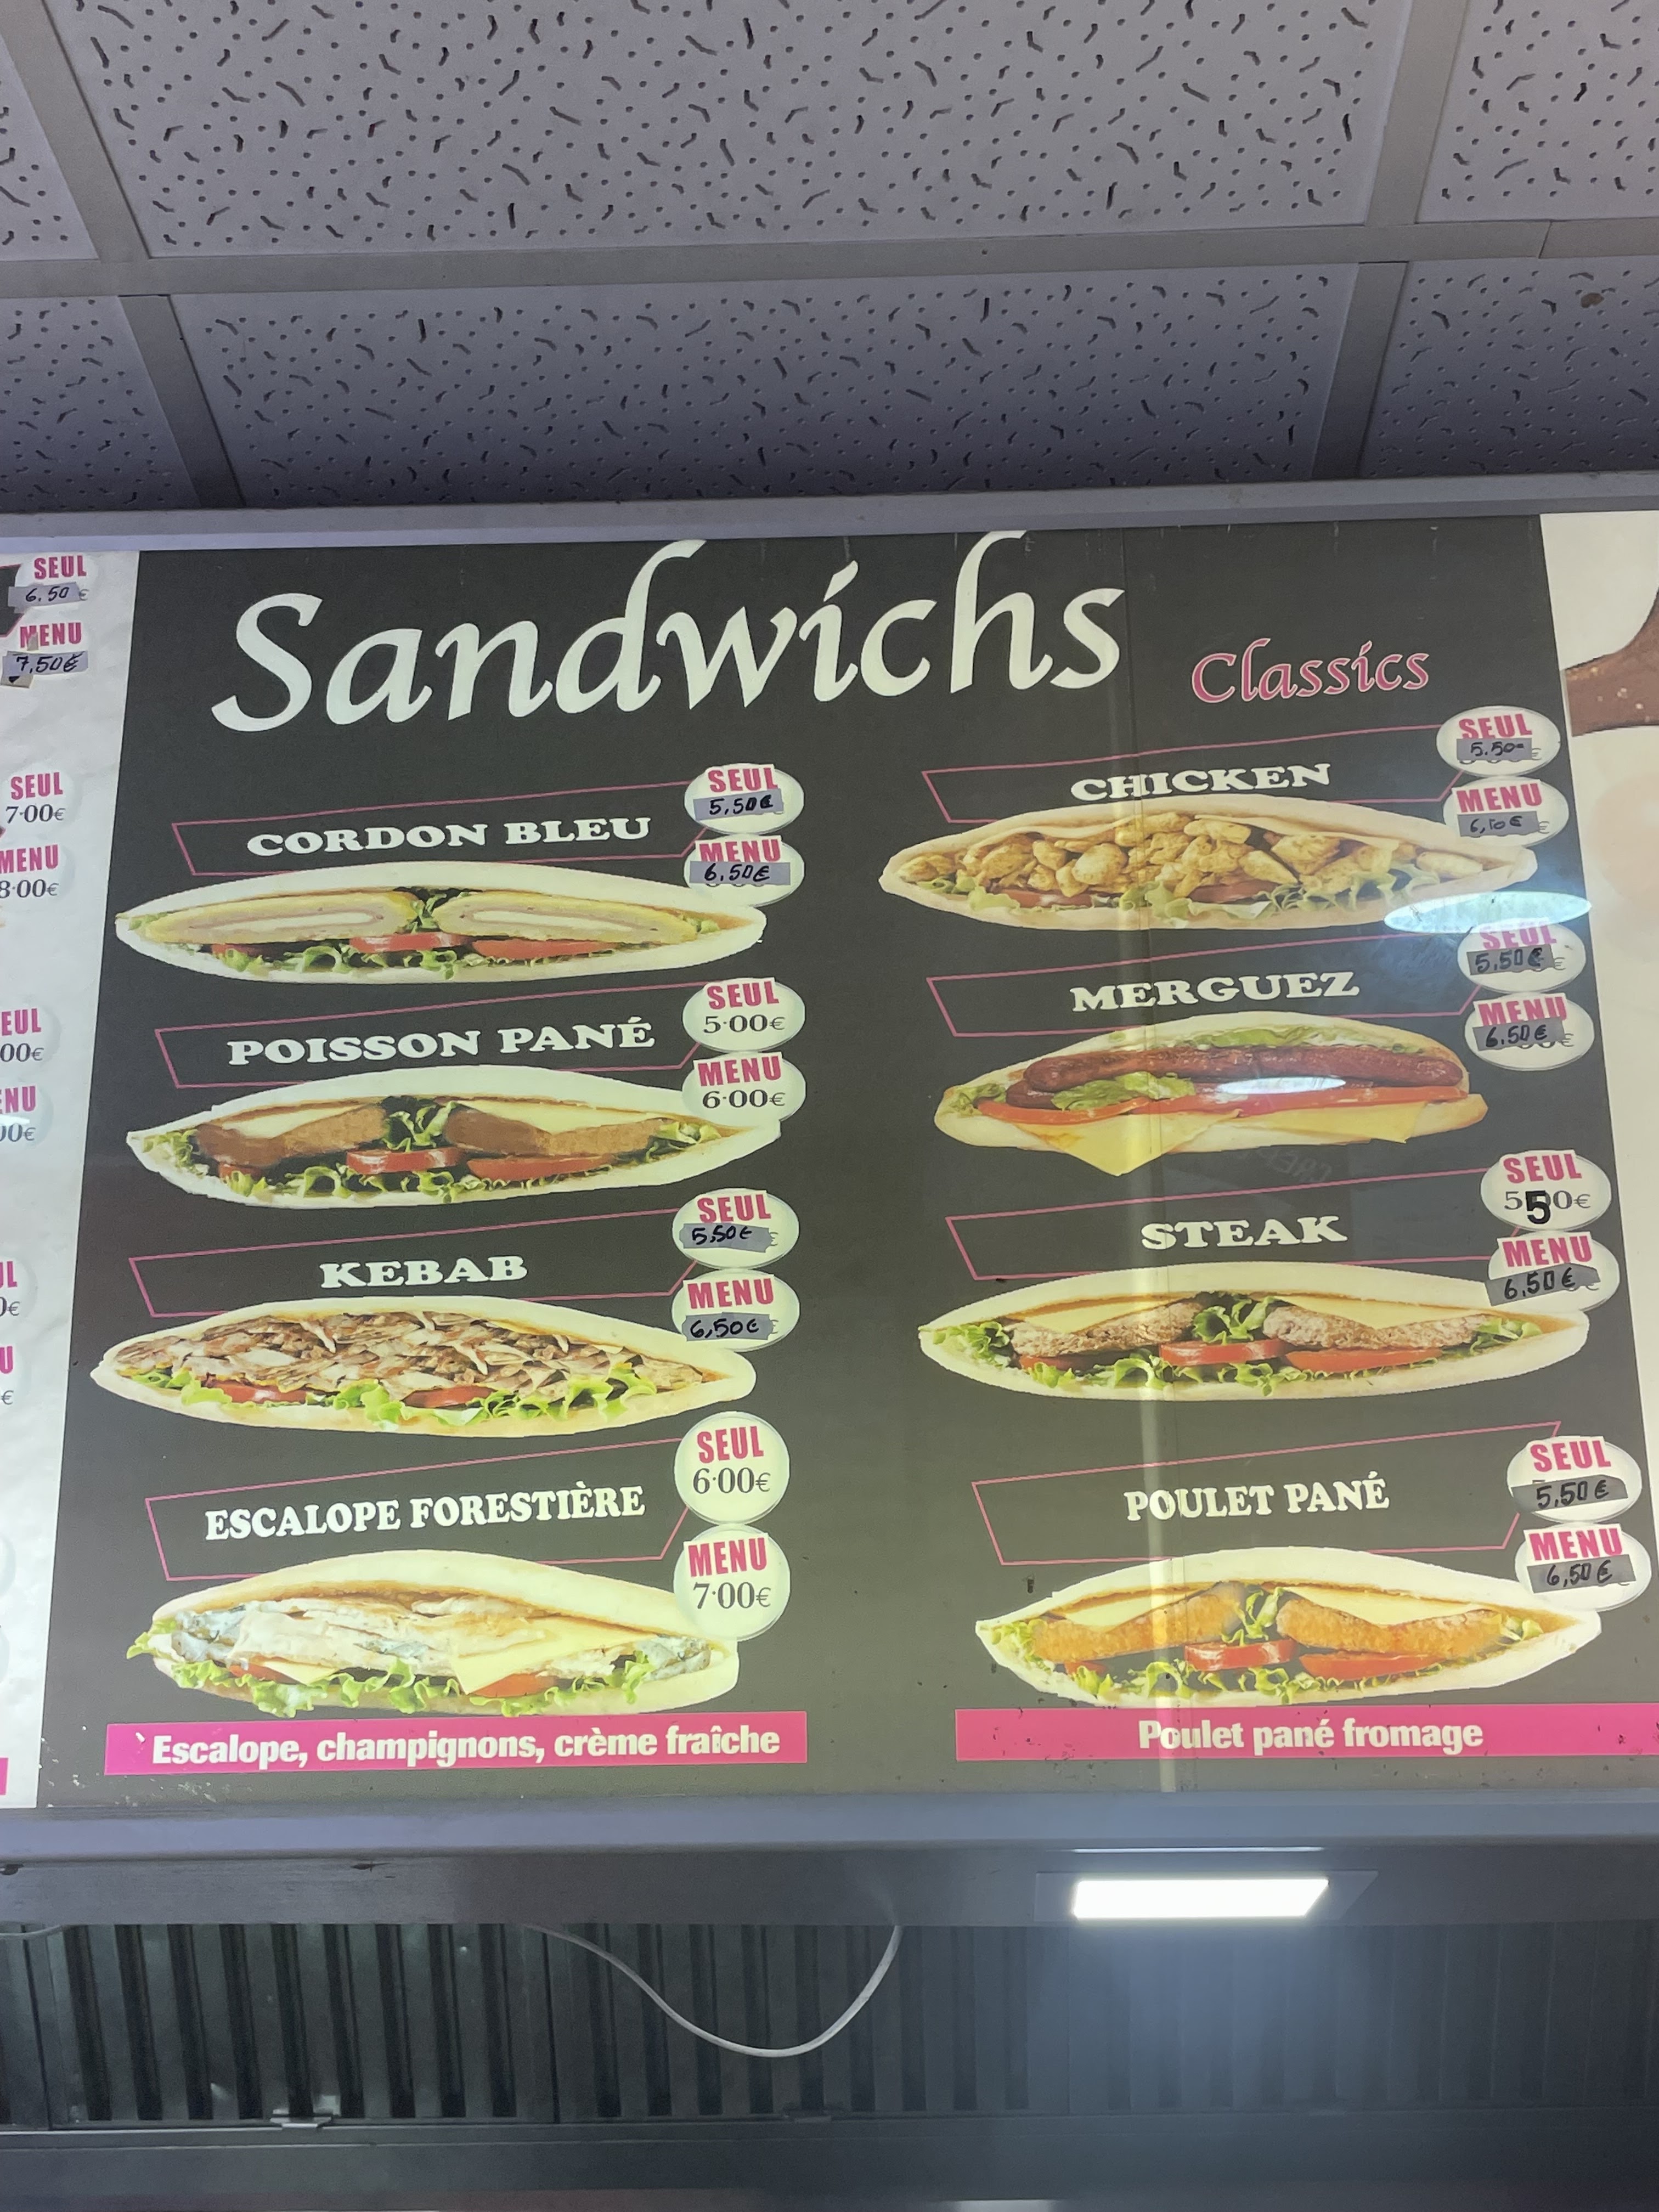 SEUL
6.50 €
MENU
7,50€
SEUL
7·00€
MENU
8·00€
Sandwichs Classics
CORDON BLEU
SEUL
5,50€
MENU
6.50€
POISSON PANÉ
SEUL
5·00€
MENU
6·00€
KEBAB
SEUL
5,50€
MENU
6,50€
ESCALOPE FORESTIÈRE
SEUL
6·00€
MENU
7·00€
Escalope, champignons, crème fraîche
CHICKEN
SEUL
5.50
MENU
MERGUEZ
SEUL
5,50€
MENU
6.50€
STEAK
SEUL
5 50€
MENU
6,50€
POULET PANÉ
SEUL
5,50€
MENU
6,50€
Poulet pané fromage